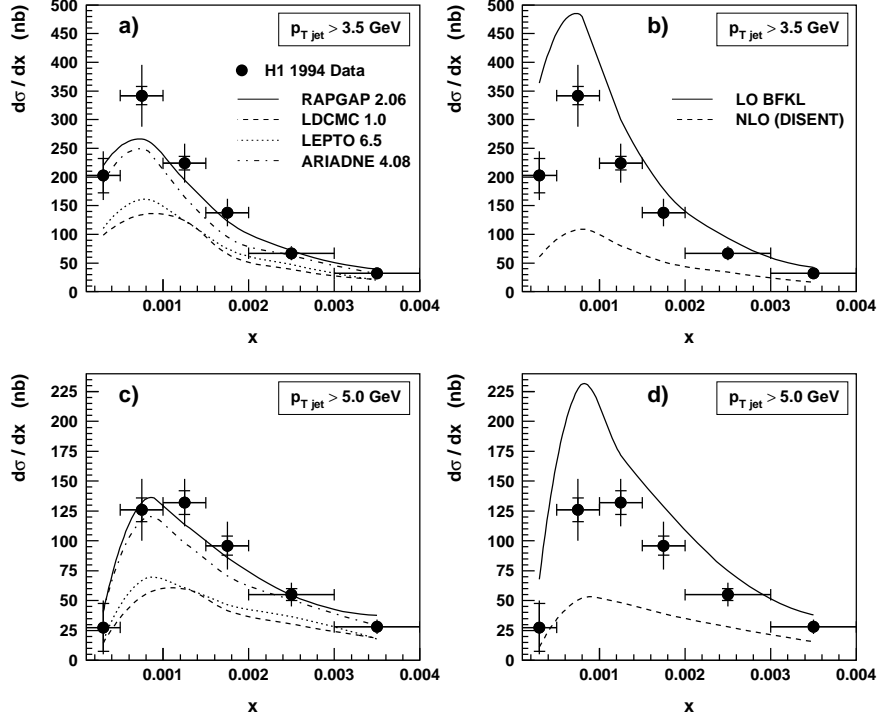 dσ / dx (nb)
500
450
400
350
300
250
200
150
100
50
0
a)
p T jet > 3.5 GeV
H1 1994 Data
RAPGAP 2.06
LDCMC 1.0
LEPTO 6.5
ARIADNE 4.08
0.001 0.002 0.003 0.004
x
dσ / dx (nb)
500
450
400
350
300
250
200
150
100
50
0
b)
p T jet > 3.5 GeV
LO BFKL
NLO (DISENT)
0.001 0.002 0.003 0.004
x
dσ / dx (nb)
225
200
175
150
125
100
75
50
25
0
c)
p T jet > 5.0 GeV
0.001 0.002 0.003 0.004
x
dσ / dx (nb)
225
200
175
150
125
100
75
50
25
0
d)
p T jet > 5.0 GeV
0.001 0.002 0.003 0.004
x